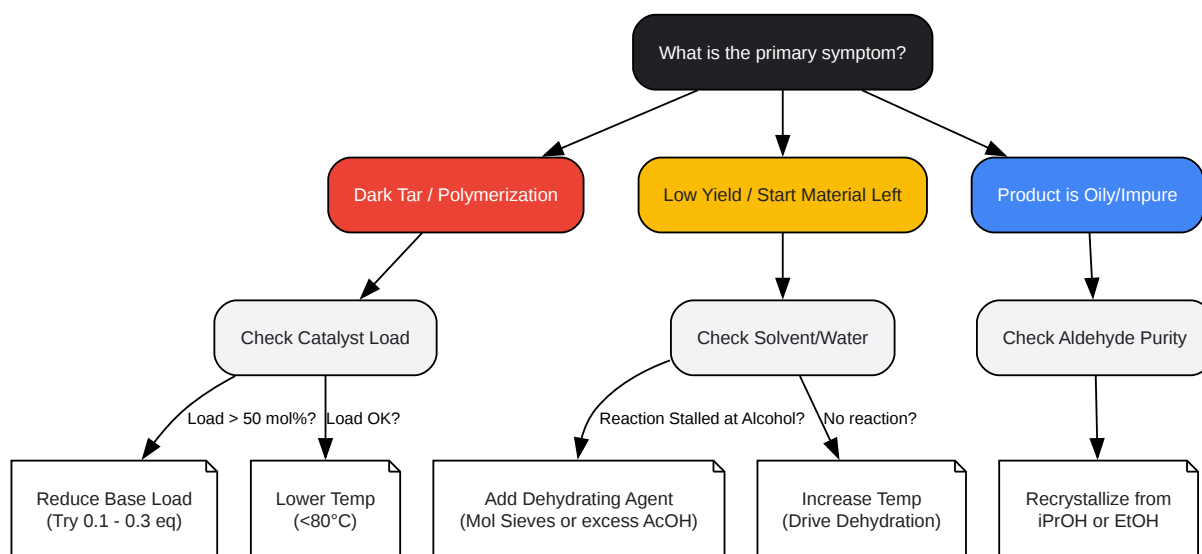 What is the primary symptom?
Dark Tar / Polymerization
Low Yield / Start Material Left
Product is Oily/Impure
Check Catalyst Load
Check Solvent/Water
Check Aldehyde Purity
Load > 50 mol%?
Load OK?
Reaction Stalled at Alcohol?
No reaction?
Reduce Base Load
(Try 0.1 - 0.3 eq)
Lower Temp
(<80°C)
Add Dehydrating Agent
(Mol Sieves or excess AcOH)
Increase Temp
(Drive Dehydration)
Recrystallize from
iPrOH or EtOH